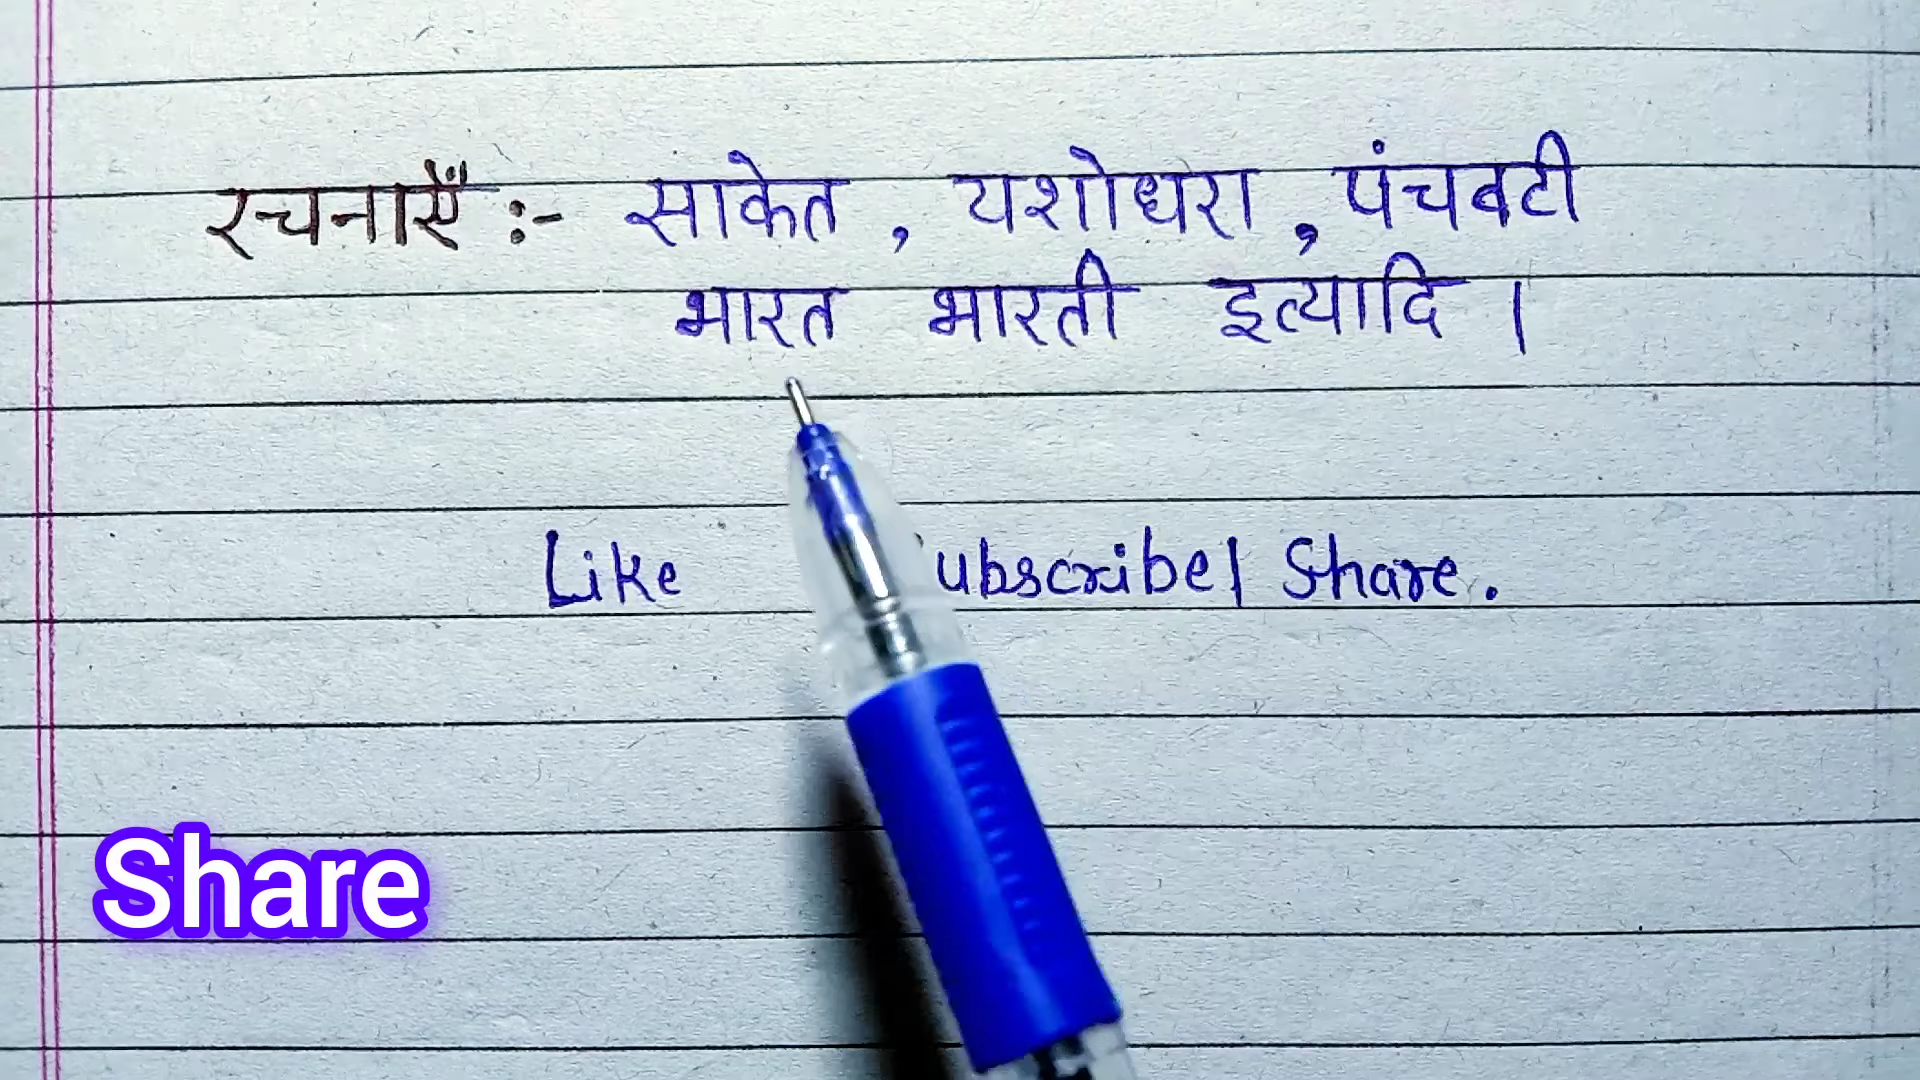 रचनाएँ :- साकेत , यशोधरा , पंचवटी
भारत भारती इत्यादि ।
Like ubscribe| Share.
Share